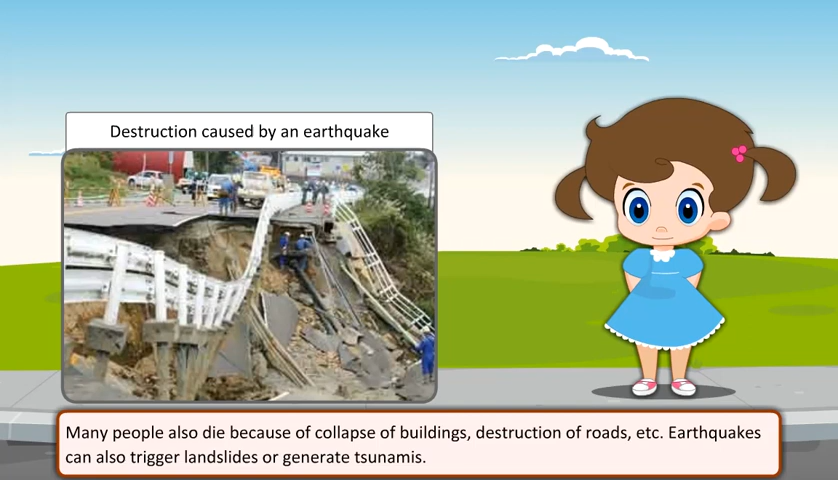 Destruction caused by an earthquake
Many people also die because of collapse of buildings, destruction of roads, etc. Earthquakes
can also trigger landslides or generate tsunamis.